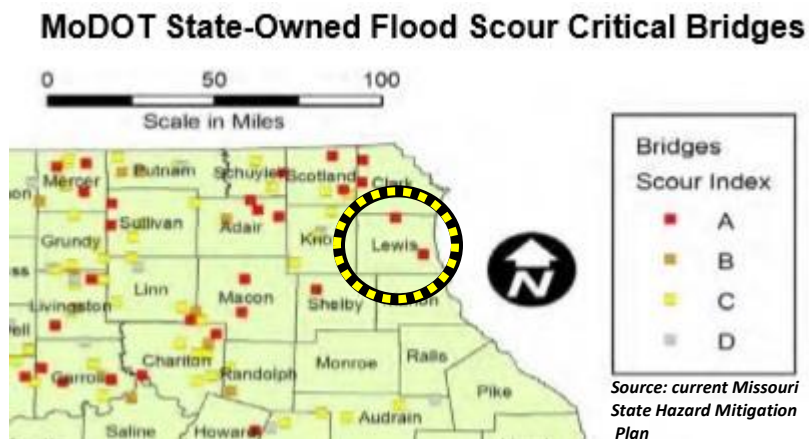 MoDOT State-Owned Flood Scour Critical Bridges
0 50 100
Scale in Miles
Bridges
Scour Index
A
B
C
D
N
Mercer Putnam Schuyler Scotland Clark
Sullivan Adair Lewis
Grundy
Linn Macon Shelby
Livingston
Chariton Monroe Ralls
Carroll Randolph Pike
Audrain
Saline Howard
Source: current Missouri
State Hazard Mitigation
Plan